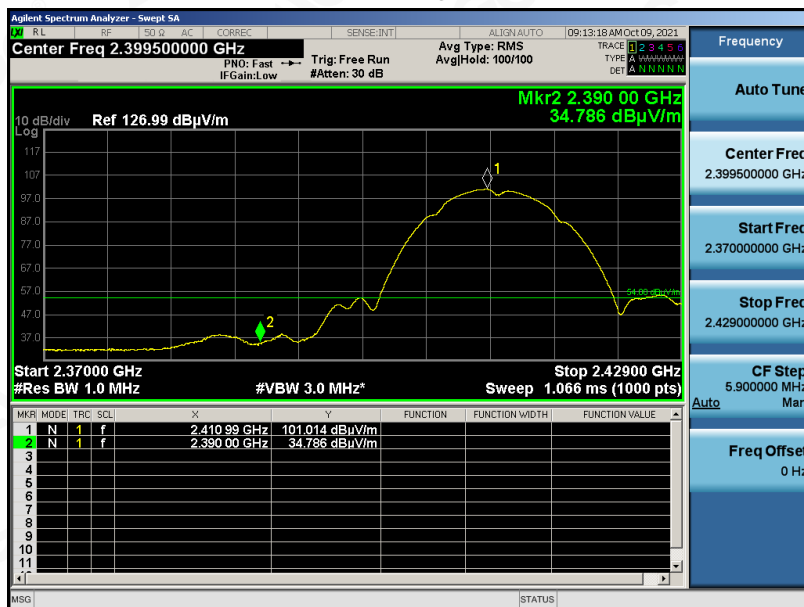 Agilent Spectrum Analyzer - Swept SA
LXI RL RF 50 Ω AC CORREC SENSE:INT ALIGN AUTO 09:13:18 AM Oct 09, 2021
Center Freq 2.399500000 GHz
PNO: Fast
IFGain:Low
Trig: Free Run
#Atten: 30 dB
Avg Type: RMS
Avg|Hold: 100/100
TRACE 1 2 3 4 5 6
TYPE A WWWWW
DET A N N N N N
Mkr2 2.390 00 GHz
34.786 dBµV/m
10 dB/div Ref 126.99 dBµV/m
Log
117
107
97.0
87.0
77.0
67.0
57.0
47.0
37.0
1
2
54.00 dBµV/m
Start 2.37000 GHz Stop 2.42900 GHz
#Res BW 1.0 MHz #VBW 3.0 MHz* Sweep 1.066 ms (1000 pts)
MKR MODE TRC SCL X Y FUNCTION FUNCTION WIDTH FUNCTION VALUE
1 N 1 f 2.410 99 GHz 101.014 dBµV/m
2 N 1 f 2.390 00 GHz 34.786 dBµV/m
3
4
5
6
7
8
9
10
11
MSG STATUS
Frequency
Auto Tune
Center Freq
2.399500000 GHz
Start Freq
2.370000000 GHz
Stop Freq
2.429000000 GHz
CF Step
5.900000 MHz
Auto Man
Freq Offset
0 Hz